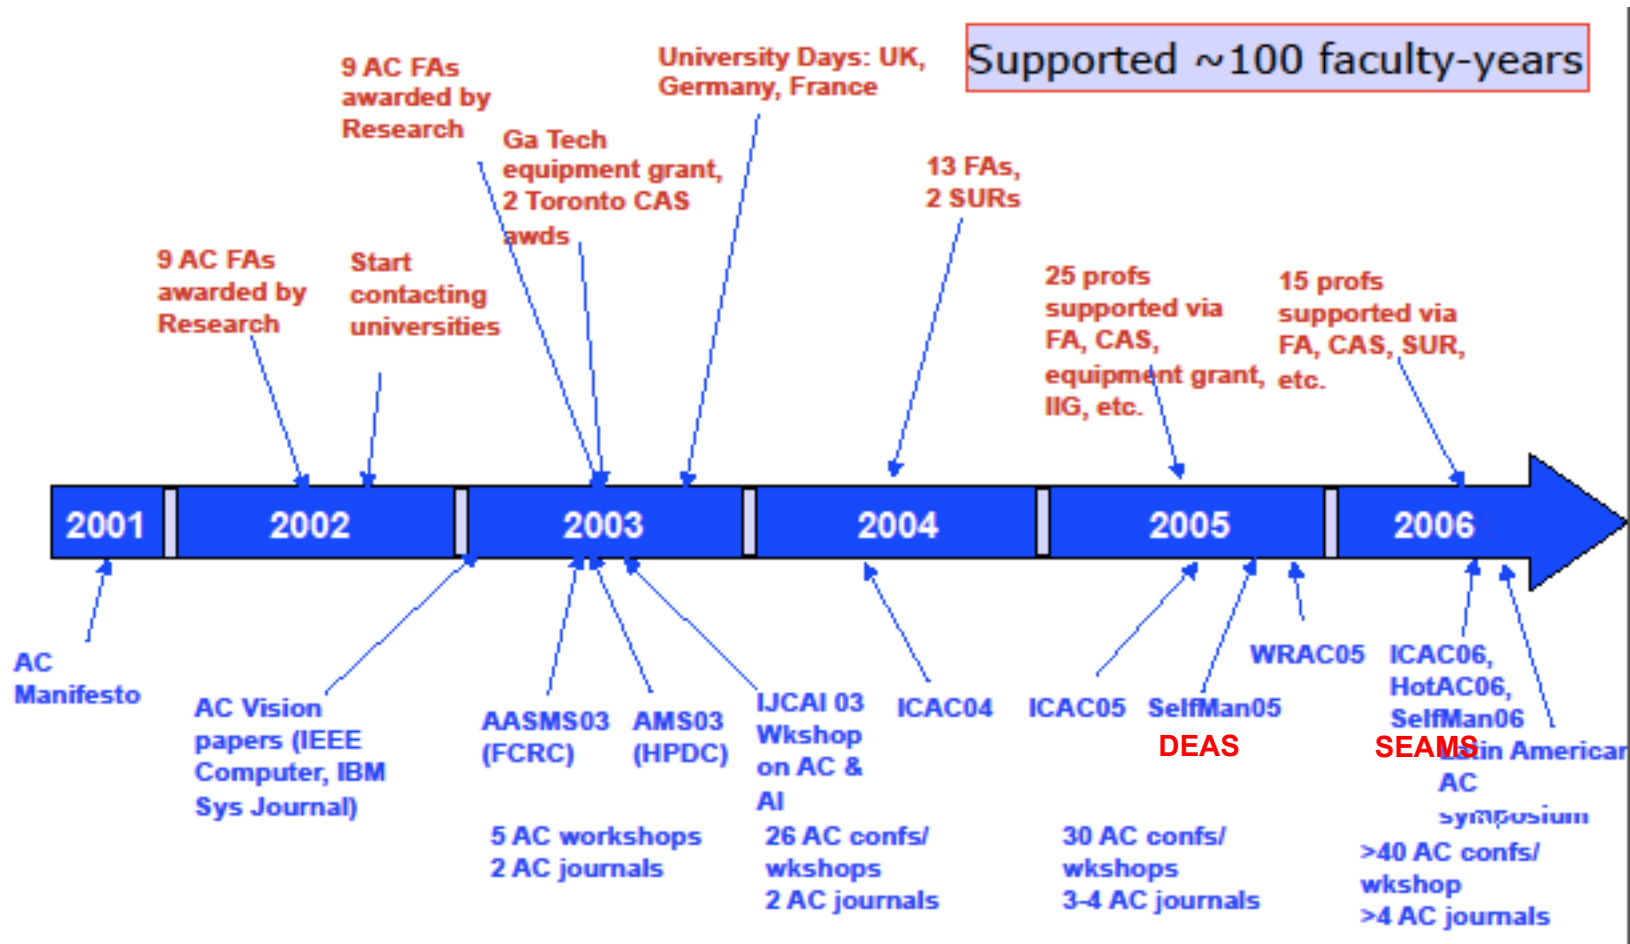 Supported ~100 faculty-years
University Days: UK,
Germany, France
9 AC FAs
awarded by
Research
Ga Tech
equipment grant,
2 Toronto CAS
awds
13 FAs,
2 SURs
9 AC FAs
awarded by
Research
Start
contacting
universities
25 profs
supported via
FA, CAS,
equipment grant,
IIG, etc.
15 profs
supported via
FA, CAS, SUR,
etc.
2001
2002
2003
2004
2005
2006
AC
Manifesto
AC Vision
papers (IEEE
Computer, IBM
Sys Journal)
AASMS03
(FCRC)
AMS03
(HPDC)
IJCAI 03
Wkshop
on AC &
AI
ICAC04
ICAC05
SelfMan05
DEAS
WRAC05
ICAC06,
HotAC06,
SelfMan06
SEAMS
Latin American
AC
symposium
5 AC workshops
2 AC journals
26 AC confs/
wkshops
2 AC journals
30 AC confs/
wkshops
3-4 AC journals
>40 AC confs/
wkshop
>4 AC journals